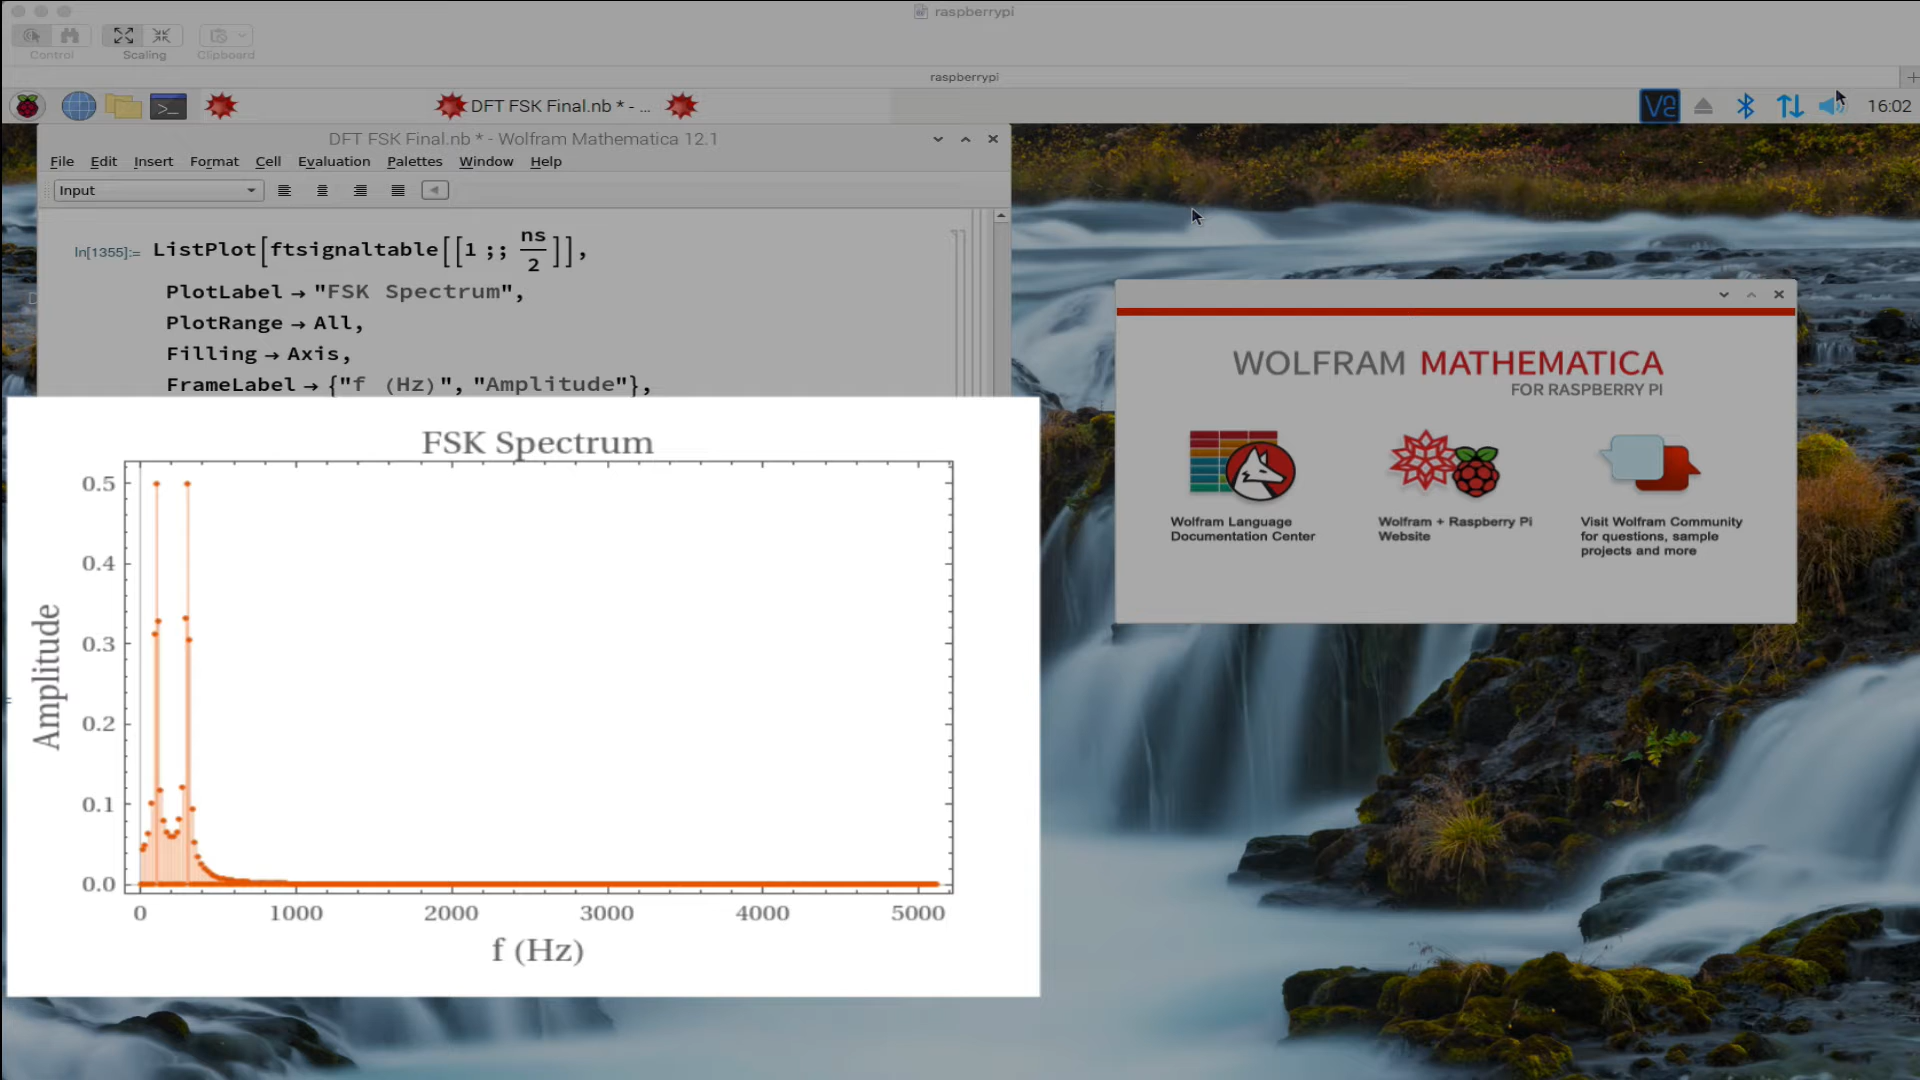 raspberrypi
Control
Scaling
Clipboard
raspberrypi
DFT FSK Final.nb * - ...
16:02
DFT FSK Final.nb * - Wolfram Mathematica 12.1
File Edit Insert Format Cell Evaluation Palettes Window Help
Input
In[1355]:= ListPlot[ftsignaltable[[1 ;; ns/2]],
PlotLabel → "FSK Spectrum",
PlotRange → All,
Filling → Axis,
FrameLabel → {"f (Hz)", "Amplitude"},
FSK Spectrum
0.5
0.4
0.3
0.2
0.1
0.0
Amplitude
0 1000 2000 3000 4000 5000
f (Hz)
WOLFRAM MATHEMATICA
FOR RASPBERRY PI
Wolfram Language
Documentation Center
Wolfram + Raspberry Pi
Website
Visit Wolfram Community
for questions, sample
projects and more